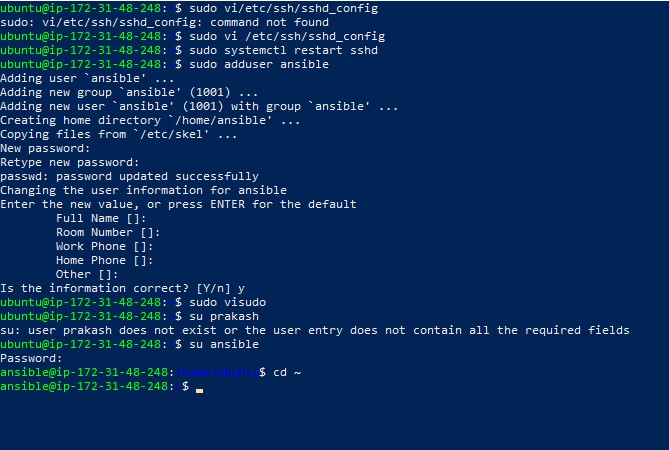 ubuntu@ip-172-31-48-248:~$ sudo vi/etc/ssh/sshd_config
sudo: vi/etc/ssh/sshd_config: command not found
ubuntu@ip-172-31-48-248:~$ sudo vi /etc/ssh/sshd_config
ubuntu@ip-172-31-48-248:~$ sudo systemctl restart sshd
ubuntu@ip-172-31-48-248:~$ sudo adduser ansible
Adding user `ansible' ...
Adding new group `ansible' (1001) ...
Adding new user `ansible' (1001) with group `ansible' ...
Creating home directory `/home/ansible' ...
Copying files from `/etc/skel' ...
New password:
Retype new password:
passwd: password updated successfully
Changing the user information for ansible
Enter the new value, or press ENTER for the default
Full Name []:
Room Number []:
Work Phone []:
Home Phone []:
Other []:
Is the information correct? [Y/n] y
ubuntu@ip-172-31-48-248:~$ sudo visudo
ubuntu@ip-172-31-48-248:~$ su prakash
su: user prakash does not exist or the user entry does not contain all the required fields
ubuntu@ip-172-31-48-248:~$ su ansible
Password:
ansible@ip-172-31-48-248:/home/ubuntu$ cd ~
ansible@ip-172-31-48-248:~$